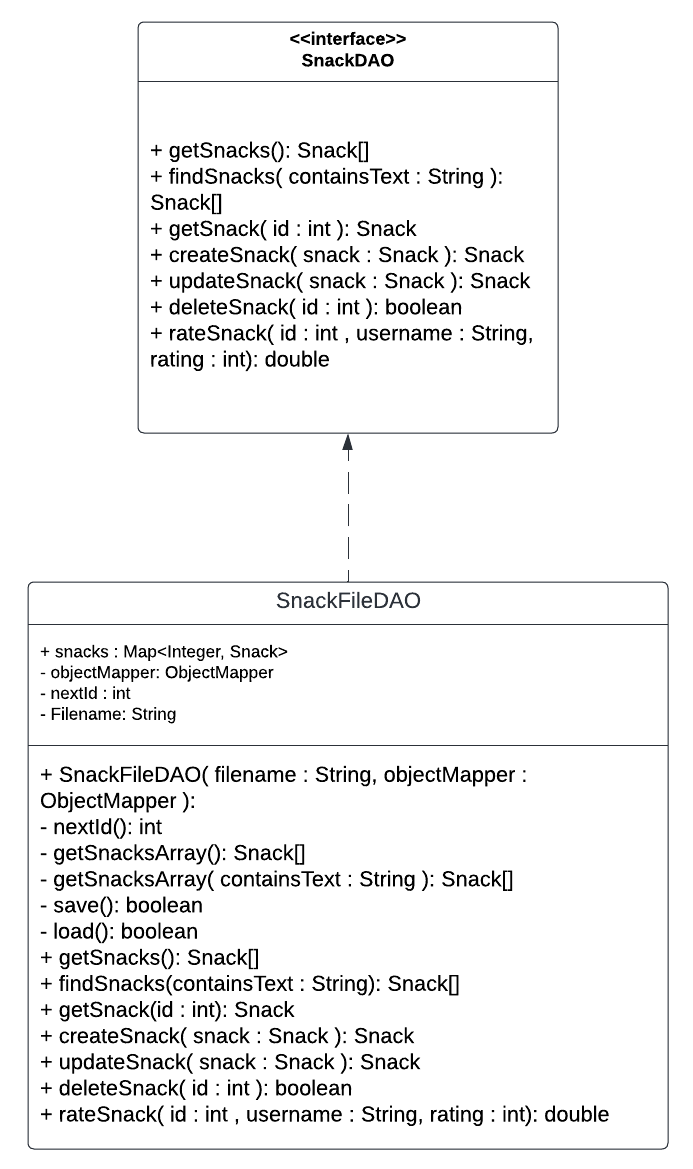 <<interface>>
SnackDAO
+ getSnacks(): Snack[]
+ findSnacks( containsText : String ):
Snack[]
+ getSnack( id : int ): Snack
+ createSnack( snack : Snack ): Snack
+ updateSnack( snack : Snack ): Snack
+ deleteSnack( id : int ): boolean
+ rateSnack( id : int , username : String,
rating : int): double
SnackFileDAO
+ snacks : Map<Integer, Snack>
- objectMapper: ObjectMapper
- nextId : int
- Filename: String
+ SnackFileDAO( filename : String, objectMapper :
ObjectMapper ):
- nextId(): int
- getSnacksArray(): Snack[]
- getSnacksArray( containsText : String ): Snack[]
- save(): boolean
- load(): boolean
+ getSnacks(): Snack[]
+ findSnacks(containsText : String): Snack[]
+ getSnack(id : int): Snack
+ createSnack( snack : Snack ): Snack
+ updateSnack( snack : Snack ): Snack
+ deleteSnack( id : int ): boolean
+ rateSnack( id : int , username : String, rating : int): double